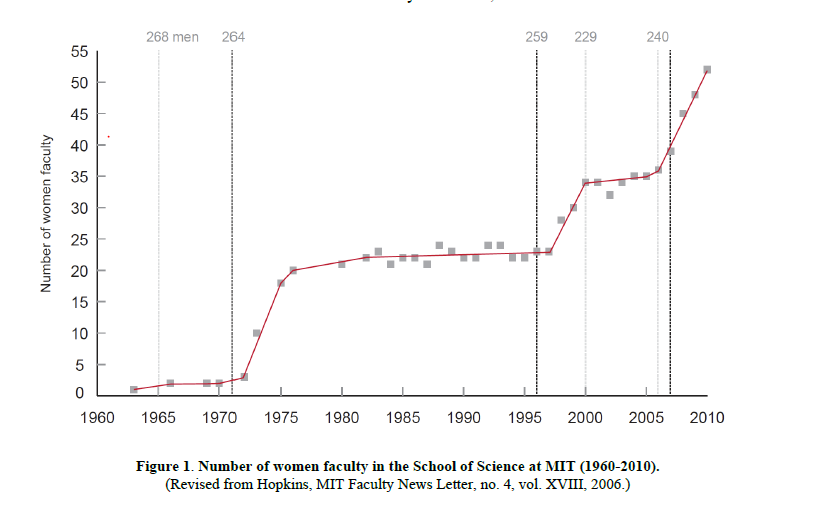 268 men 264 259 229 240
55
50
45
40
35
30
25
20
15
10
5
0
Number of women faculty
1960 1965 1970 1975 1980 1985 1990 1995 2000 2005 2010
Figure 1. Number of women faculty in the School of Science at MIT (1960-2010).
(Revised from Hopkins, MIT Faculty News Letter, no. 4, vol. XVIII, 2006.)